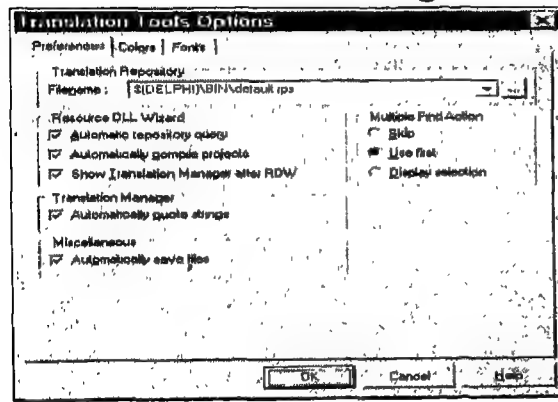 Translation Tools Options
Preferences Colors Fonts
Translation Repository
Filename : $(DELPHI)\BIN\default.rps
Resource DLL Wizard
Automatic repository query
Automatically compile projects
Show Translation Manager after RDW
Multiple Find Action
Skip
Use first
Display selection
Translation Manager
Automatically quote strings
Miscellaneous
Automatically save files
OK Cancel Help